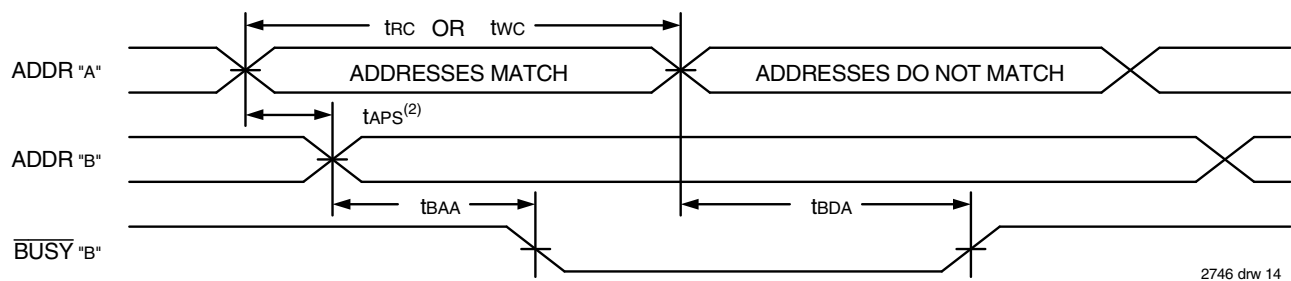 tRC OR tWC
ADDR "A"
ADDRESSES MATCH
ADDRESSES DO NOT MATCH
tAPS(2)
ADDR "B"
tBAA
tBDA
BUSY "B"
2746 drw 14